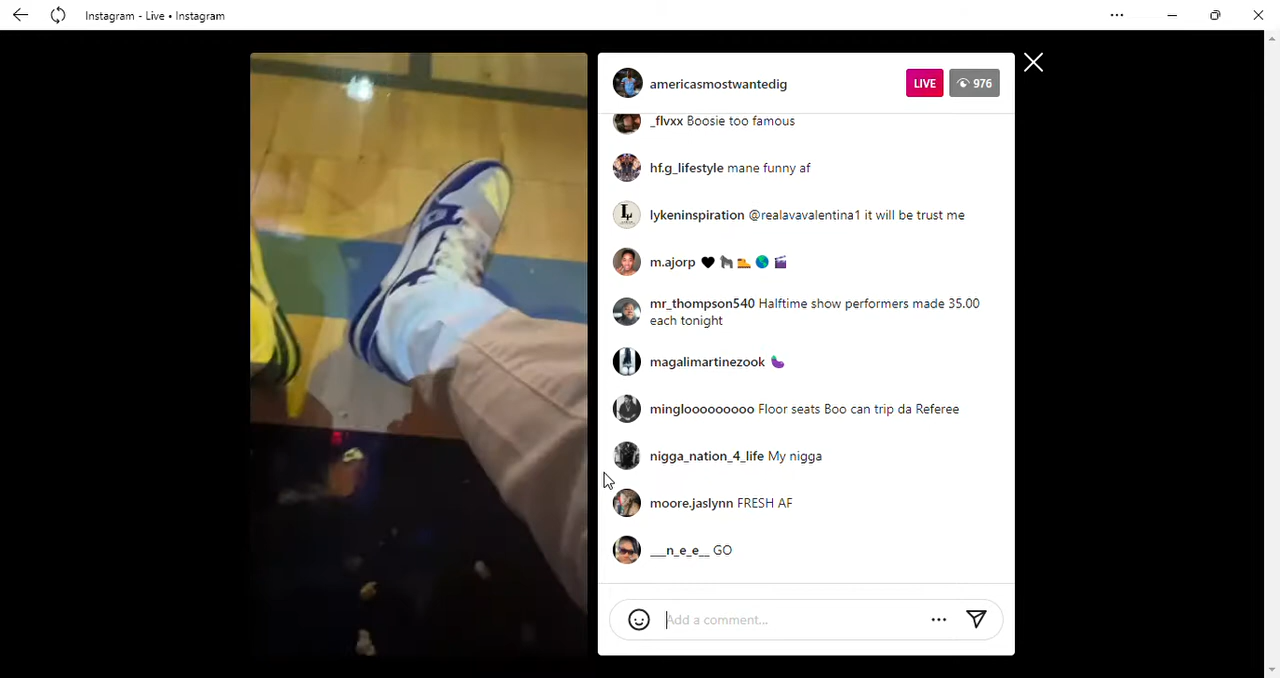 Instagram - Live • Instagram
americasmostwantedig
LIVE
976
_flvxx Boosie too famous
hf.g_lifestyle mane funny af
lykeninspiration @realavavalentina1 it will be trust me
m.ajorp 🖤 🦍 🥾 🌎 🎬
mr_thompson540 Halftime show performers made 35.00
each tonight
magalimartinezook 🍆
mingloooooooooo Floor seats Boo can trip da Referee
nigga_nation_4_life My nigga
moore.jaslynn FRESH AF
___n_e_e__ GO
Add a comment...